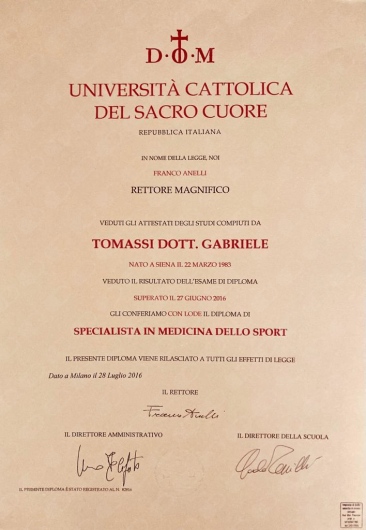 D·O·M
UNIVERSITÀ CATTOLICA
DEL SACRO CUORE
REPUBBLICA ITALIANA
IN NOME DELLA LEGGE, NOI
FRANCO ANELLI
RETTORE MAGNIFICO
VEDUTI GLI ATTESTATI DEGLI STUDI COMPIUTI DA
TOMASSI DOTT. GABRIELE
NATO A SIENA IL 22 MARZO 1985
VEDUTO IL RISULTATO DELL'ESAME DI DIPLOMA
SUPERATO IL 27 GIUGNO 2016
GLI CONFERIAMO CON LODE IL DIPLOMA DI
SPECIALISTA IN MEDICINA DELLO SPORT
IL PRESENTE DIPLOMA VIENE RILASCIATO A TUTTI GLI EFFETTI DI LEGGE
Dato a Milano il 28 Luglio 2016
IL RETTORE
Franco Anelli
IL DIRETTORE AMMINISTRATIVO
IL DIRETTORE DELLA SCUOLA
IL PRESENTE DIPLOMA È STATO REGISTRATO AL N.